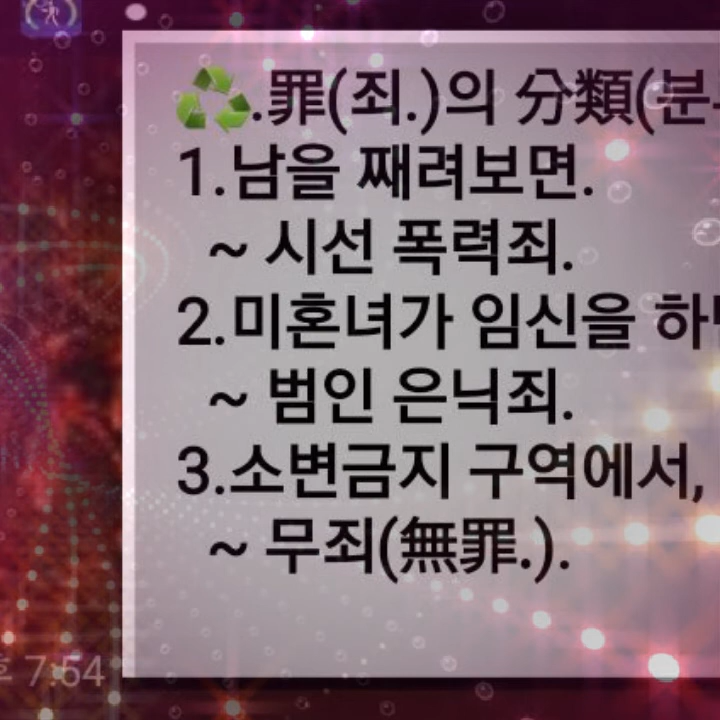 ♻.罪(죄.)의 分類(분
1.남을 째려보면.
~ 시선 폭력죄.
2.미혼녀가 임신을 하
~ 범인 은닉죄.
3.소변금지 구역에서,
~ 무죄(無罪.).
7:54